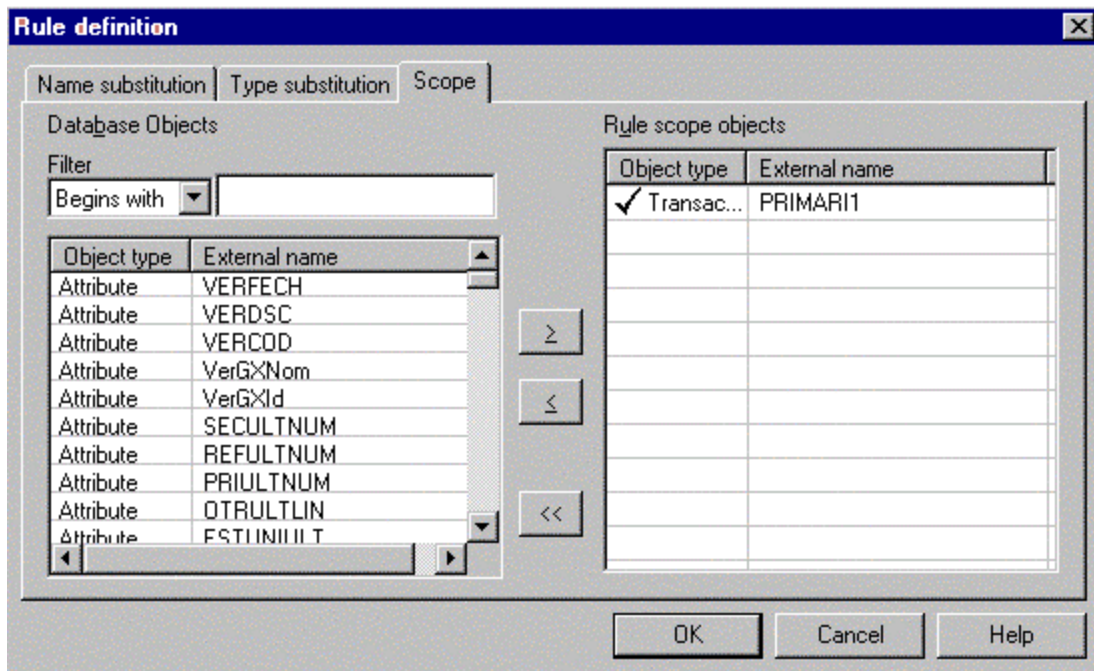 Rule definition
Name substitution Type substitution Scope
Database Objects
Filter
Begins with
Object type External name
Attribute VERFECH
Attribute VERDSC
Attribute VERCOD
Attribute VerGXNom
Attribute VerGXId
Attribute SECULTNUM
Attribute REFULTNUM
Attribute PRIULTNUM
Attribute OTRULTLIN
Attribute ESTUNIULT
>
<
<<
Rule scope objects
Object type External name
Transac... PRIMARI1
OK Cancel Help